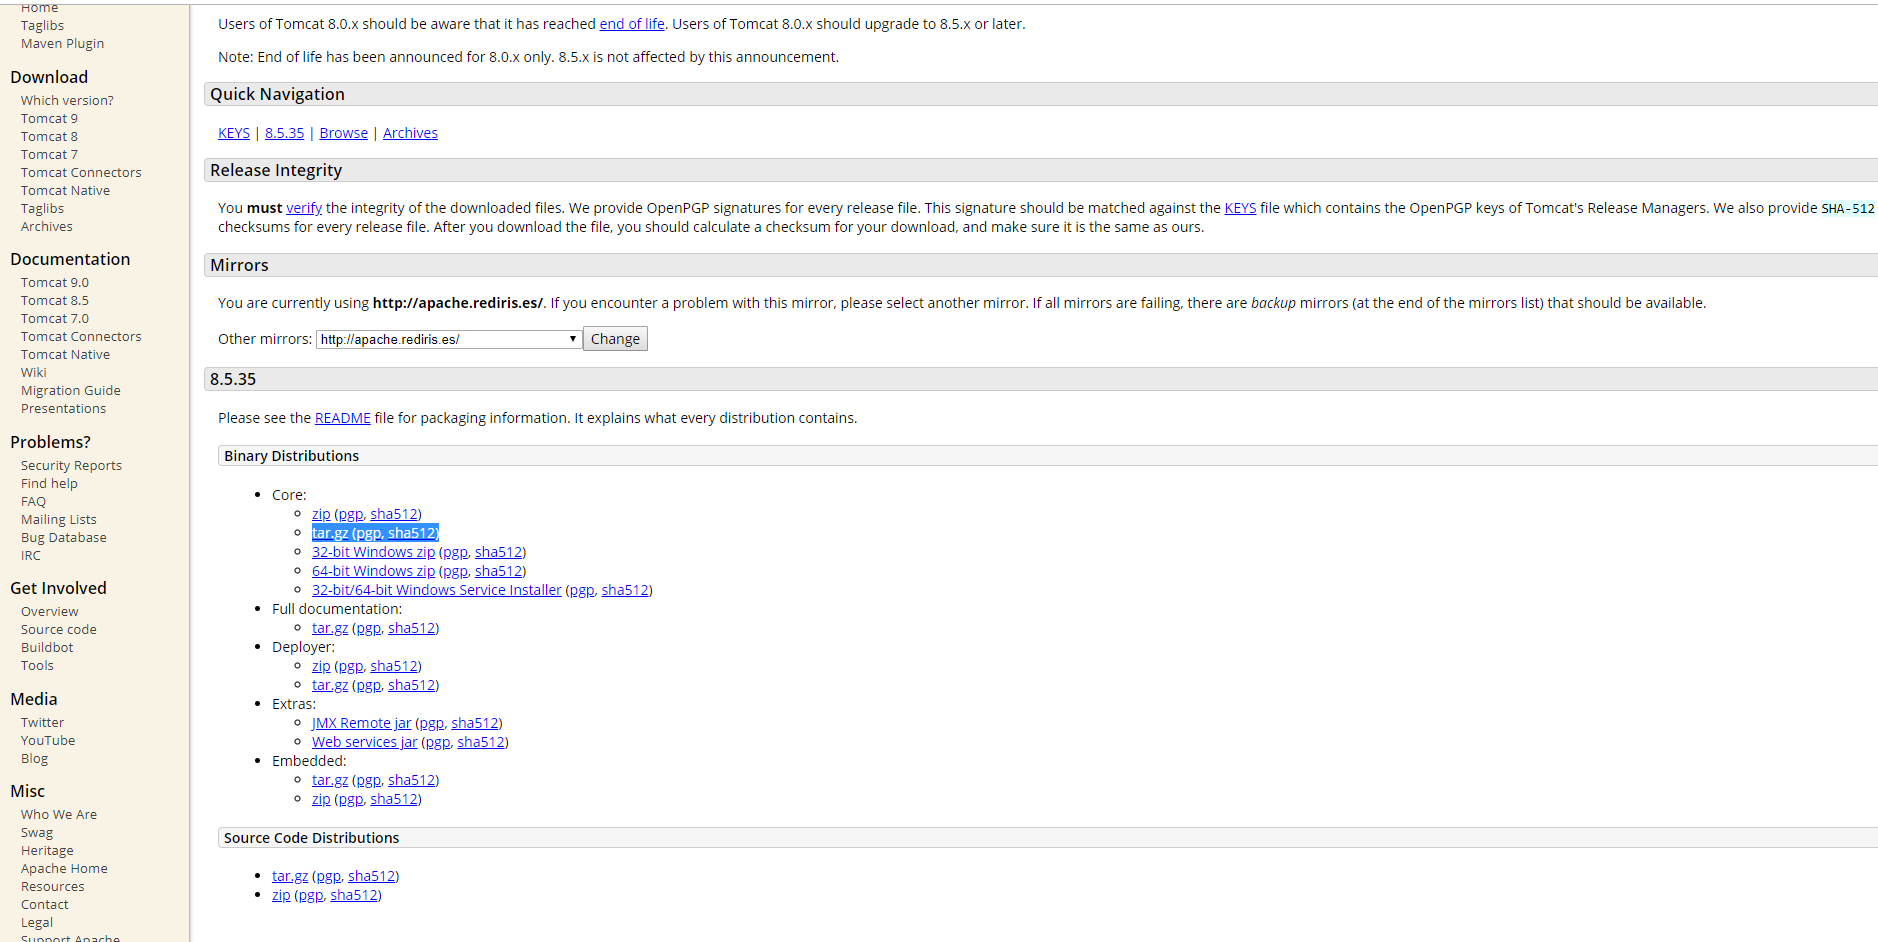 Home
Taglibs
Maven Plugin
Download
Which version?
Tomcat 9
Tomcat 8
Tomcat 7
Tomcat Connectors
Tomcat Native
Taglibs
Archives
Documentation
Tomcat 9.0
Tomcat 8.5
Tomcat 7.0
Tomcat Connectors
Tomcat Native
Wiki
Migration Guide
Presentations
Problems?
Security Reports
Find help
FAQ
Mailing Lists
Bug Database
IRC
Get Involved
Overview
Source code
Buildbot
Tools
Media
Twitter
YouTube
Blog
Misc
Who We Are
Swag
Heritage
Apache Home
Resources
Contact
Legal
Support Apache
Users of Tomcat 8.0.x should be aware that it has reached end of life. Users of Tomcat 8.0.x should upgrade to 8.5.x or later.
Note: End of life has been announced for 8.0.x only. 8.5.x is not affected by this announcement.
Quick Navigation
KEYS | 8.5.35 | Browse | Archives
Release Integrity
You must verify the integrity of the downloaded files. We provide OpenPGP signatures for every release file. This signature should be matched against the KEYS file which contains the OpenPGP keys of Tomcat's Release Managers. We also provide SHA-512
checksums for every release file. After you download the file, you should calculate a checksum for your download, and make sure it is the same as ours.
Mirrors
You are currently using http://apache.rediris.es/. If you encounter a problem with this mirror, please select another mirror. If all mirrors are failing, there are backup mirrors (at the end of the mirrors list) that should be available.
Other mirrors: http://apache.rediris.es/ Change
8.5.35
Please see the README file for packaging information. It explains what every distribution contains.
Binary Distributions
Core:
zip (pgp, sha512)
tar.gz (pgp, sha512)
32-bit Windows zip (pgp, sha512)
64-bit Windows zip (pgp, sha512)
32-bit/64-bit Windows Service Installer (pgp, sha512)
Full documentation:
tar.gz (pgp, sha512)
Deployer:
zip (pgp, sha512)
tar.gz (pgp, sha512)
Extras:
JMX Remote jar (pgp, sha512)
Web services jar (pgp, sha512)
Embedded:
tar.gz (pgp, sha512)
zip (pgp, sha512)
Source Code Distributions
tar.gz (pgp, sha512)
zip (pgp, sha512)